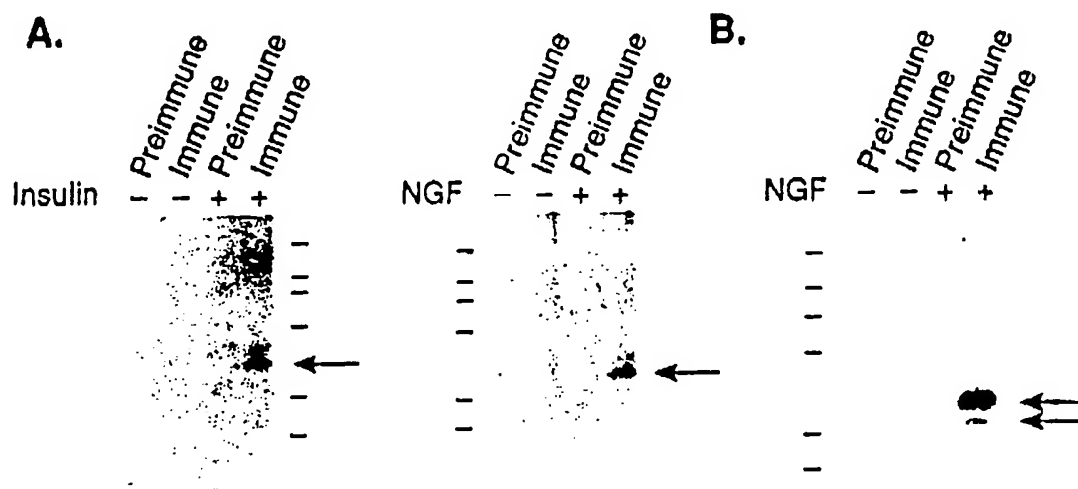 A.
Preimmune
Immune
Preimmune
Immune
Insulin – – + +
Preimmune
Immune
Preimmune
Immune
NGF – – + +
B.
Preimmune
Immune
Preimmune
Immune
NGF – – + +